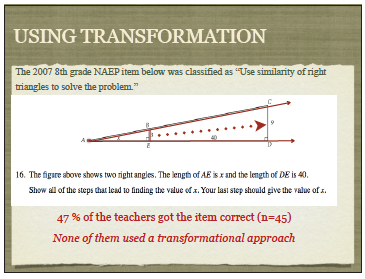 USING TRANSFORMATION
The 2007 8th grade NAEP item below was classified as “Use similarity of right
triangles to solve the problem.”
C
B
9
3
A
x
40
E
D
16. The figure above shows two right angles. The length of AE is x and the length of DE is 40.
Show all of the steps that lead to finding the value of x. Your last step should give the value of x.
47 % of the teachers got the item correct (n=45)
None of them used a transformational approach